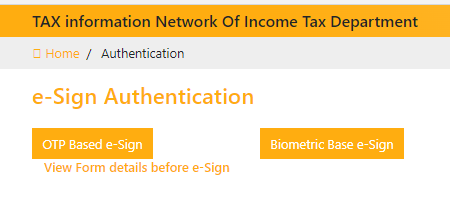 TAX information Network Of Income Tax Department
Home / Authentication
e-Sign Authentication
OTP Based e-Sign Biometric Base e-Sign
View Form details before e-Sign